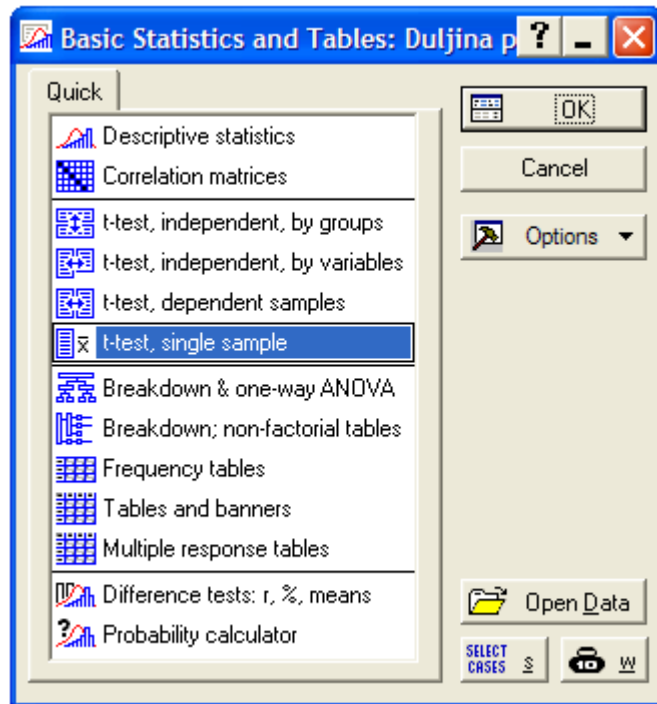 Basic Statistics and Tables: Duljina p
Quick
Descriptive statistics
Correlation matrices
t-test, independent, by groups
t-test, independent, by variables
t-test, dependent samples
t-test, single sample
Breakdown & one-way ANOVA
Breakdown; non-factorial tables
Frequency tables
Tables and banners
Multiple response tables
Difference tests: r, %, means
Probability calculator
OK
Cancel
Options
Open Data
SELECT
CASES S
W